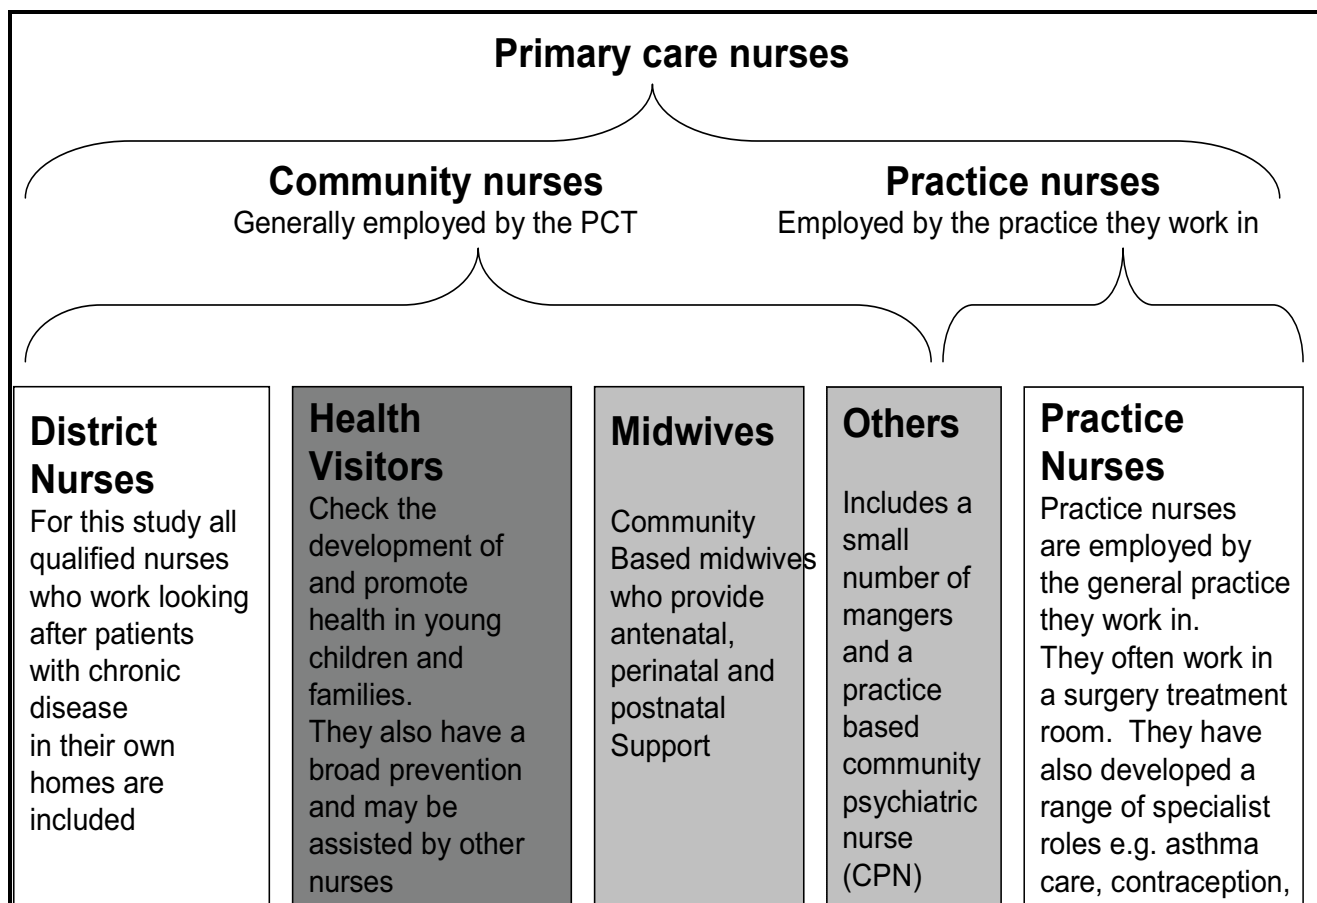 Primary care nurses
Community nurses
Generally employed by the PCT
Practice nurses
Employed by the practice they work in
District
Nurses
For this study all
qualified nurses
who work looking
after patients
with chronic
disease
in their own
homes are
included
Health
Visitors
Check the
development of
and promote
health in young
children and
families.
They also have a
broad prevention
and may be
assisted by other
nurses
Midwives
Community
Based midwives
who provide
antenatal,
perinatal and
postnatal
Support
Others
Includes a
small
number of
mangers
and a
practice
based
community
psychiatric
nurse
(CPN)
Practice
Nurses
Practice nurses
are employed by
the general practice
they work in.
They often work in
a surgery treatment
room.  They have
also developed a
range of specialist
roles e.g. asthma
care, contraception,